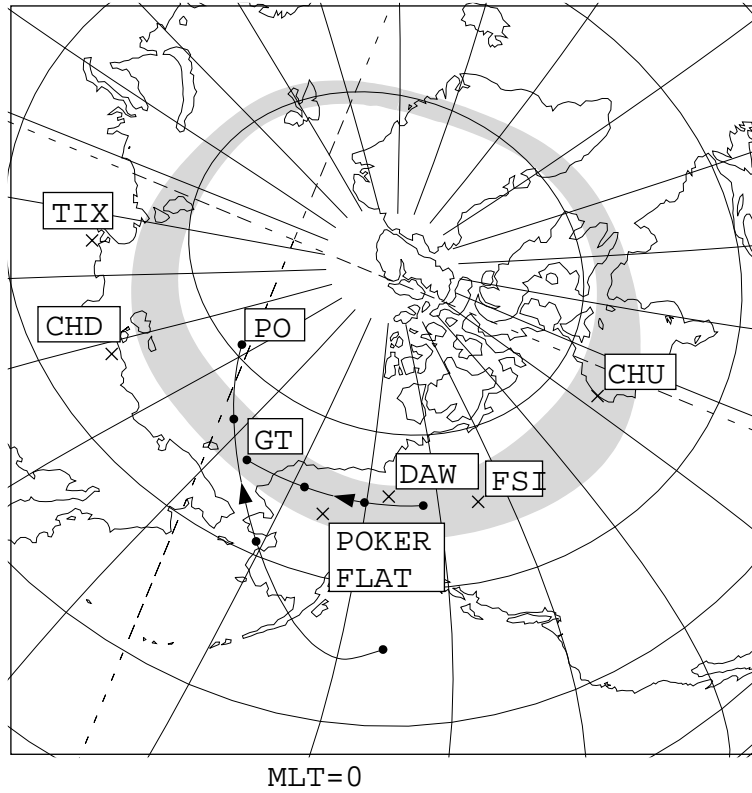 TIX
CHD
PO
CHU
GT
DAW
FSI
POKER
FLAT
MLT=0